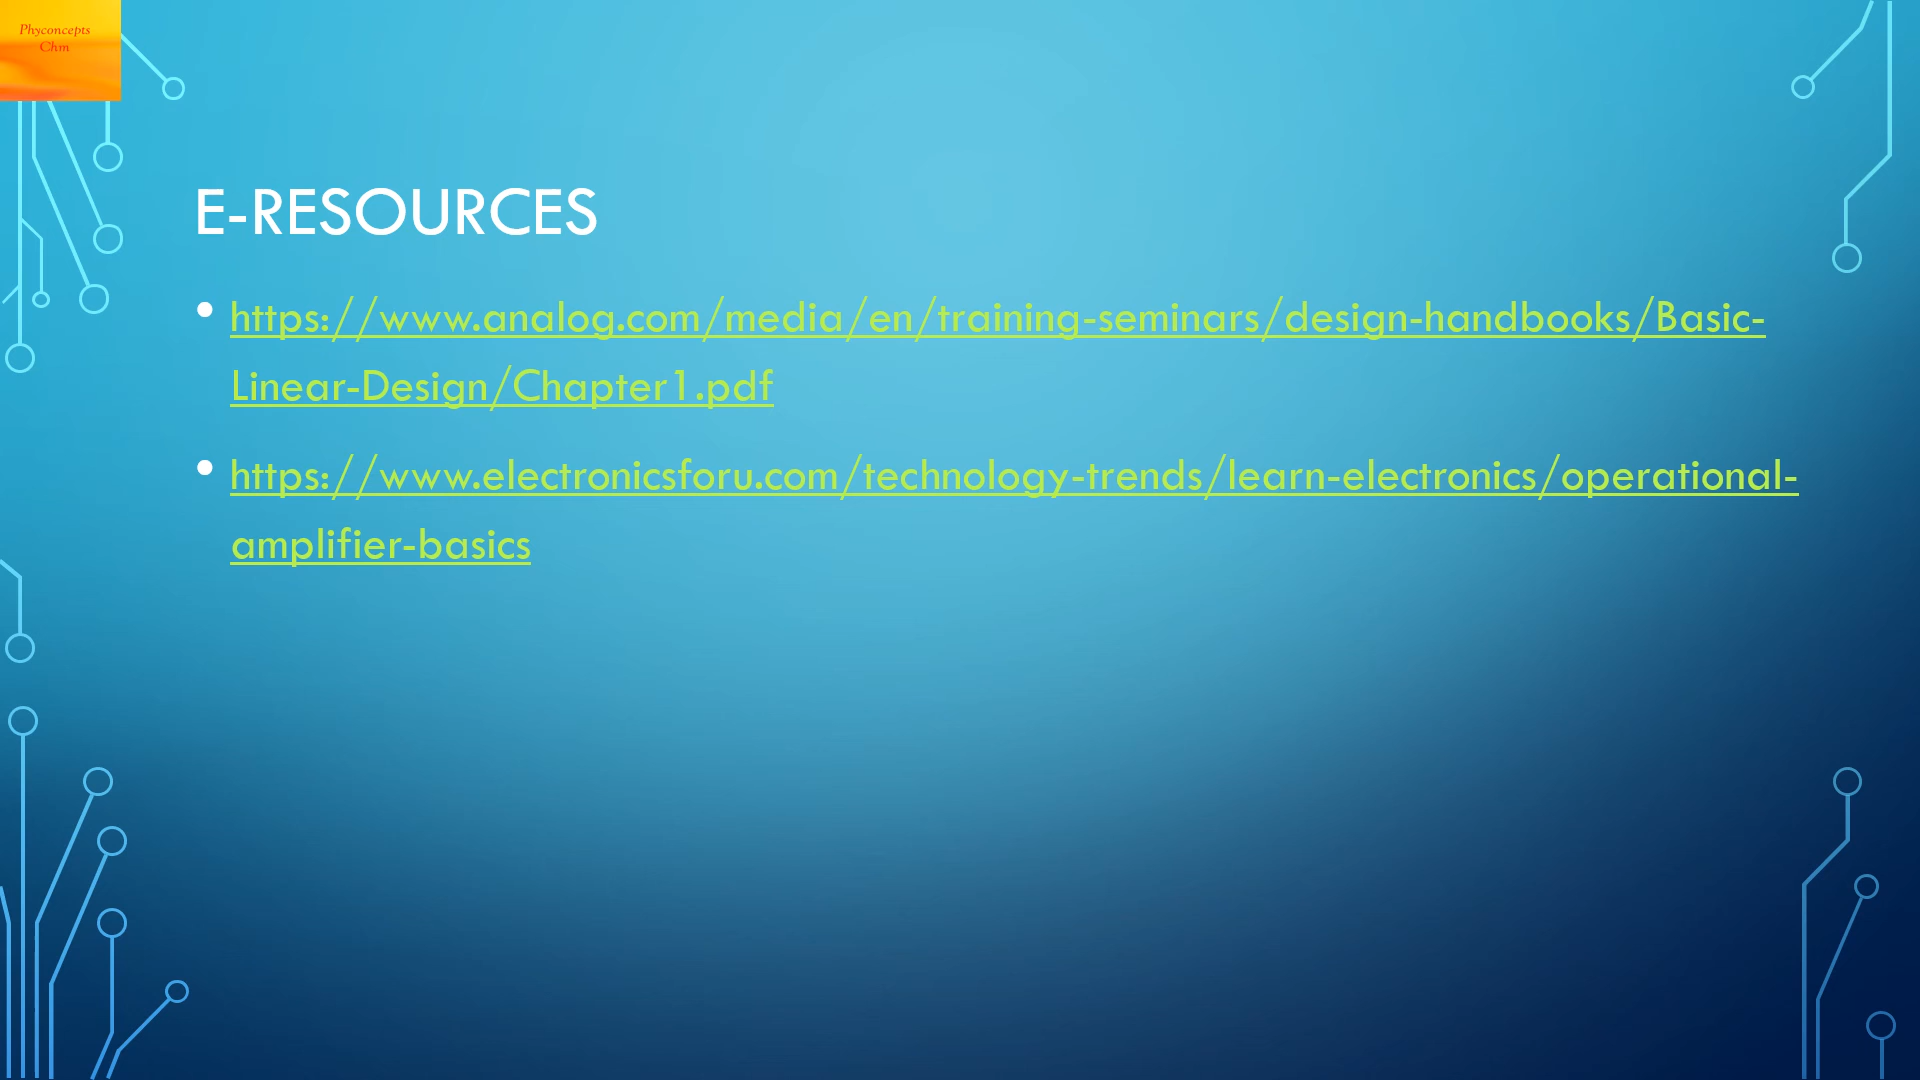 Phyconcepts
Chm
E-RESOURCES
• https://www.analog.com/media/en/training-seminars/design-handbooks/Basic-
Linear-Design/Chapter1.pdf
• https://www.electronicsforu.com/technology-trends/learn-electronics/operational-
amplifier-basics